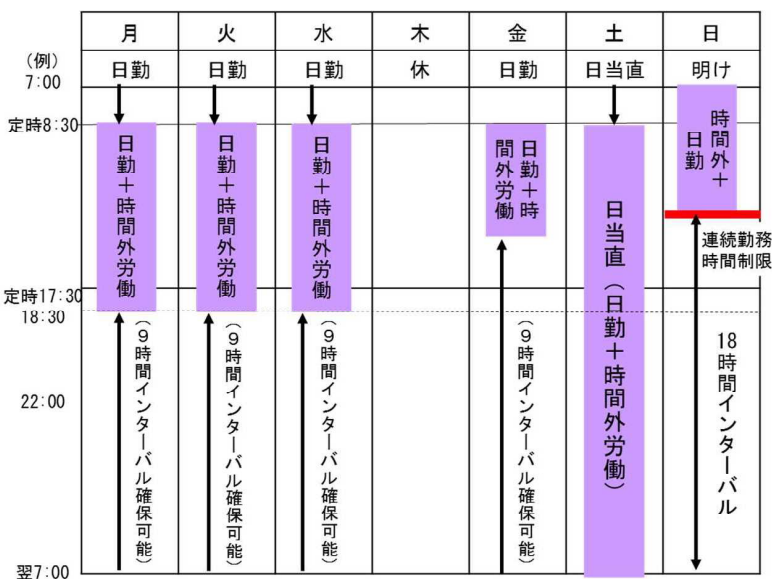 月 火 水 木 金 土 日
(例)
7:00
日勤 日勤 日勤 休 日勤 日当直 明け
定時8:30
日勤＋時間外労働
日勤＋時間外労働
日勤＋時間外労働
日勤＋時
間外労働
日当直（日勤＋時間外労働）
時間外＋
日勤
連続勤務
時間制限
定時17:30
18:30
22:00
翌7:00
（９時間インターバル確保可能）
（９時間インターバル確保可能）
（９時間インターバル確保可能）
（９時間インターバル確保可能）
18時間インターバル